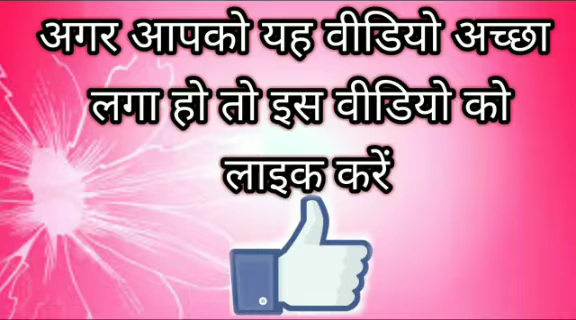 अगर आपको यह वीडियो अच्छा
लगा हो तो इस वीडियो को
लाइक करें